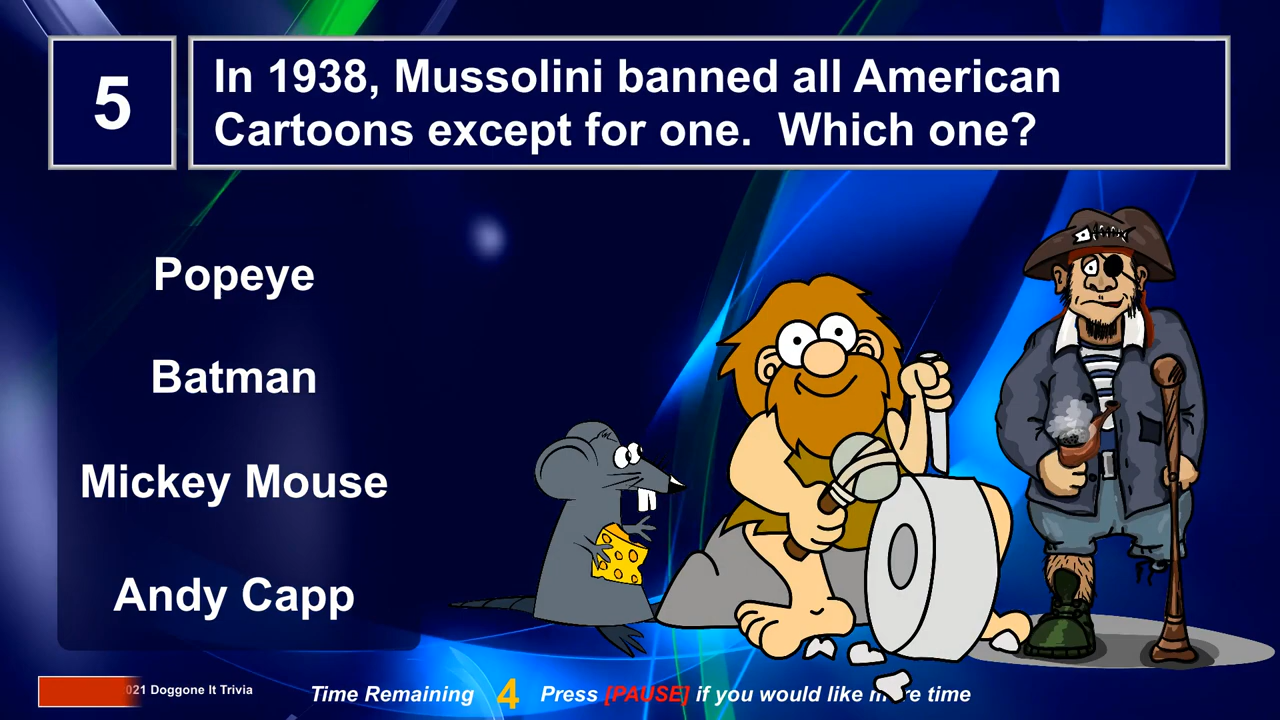 5
In 1938, Mussolini banned all American
Cartoons except for one. Which one?
Popeye
Batman
Mickey Mouse
Andy Capp
021 Doggone It Trivia
Time Remaining 4 Press [PAUSE] if you would like more time